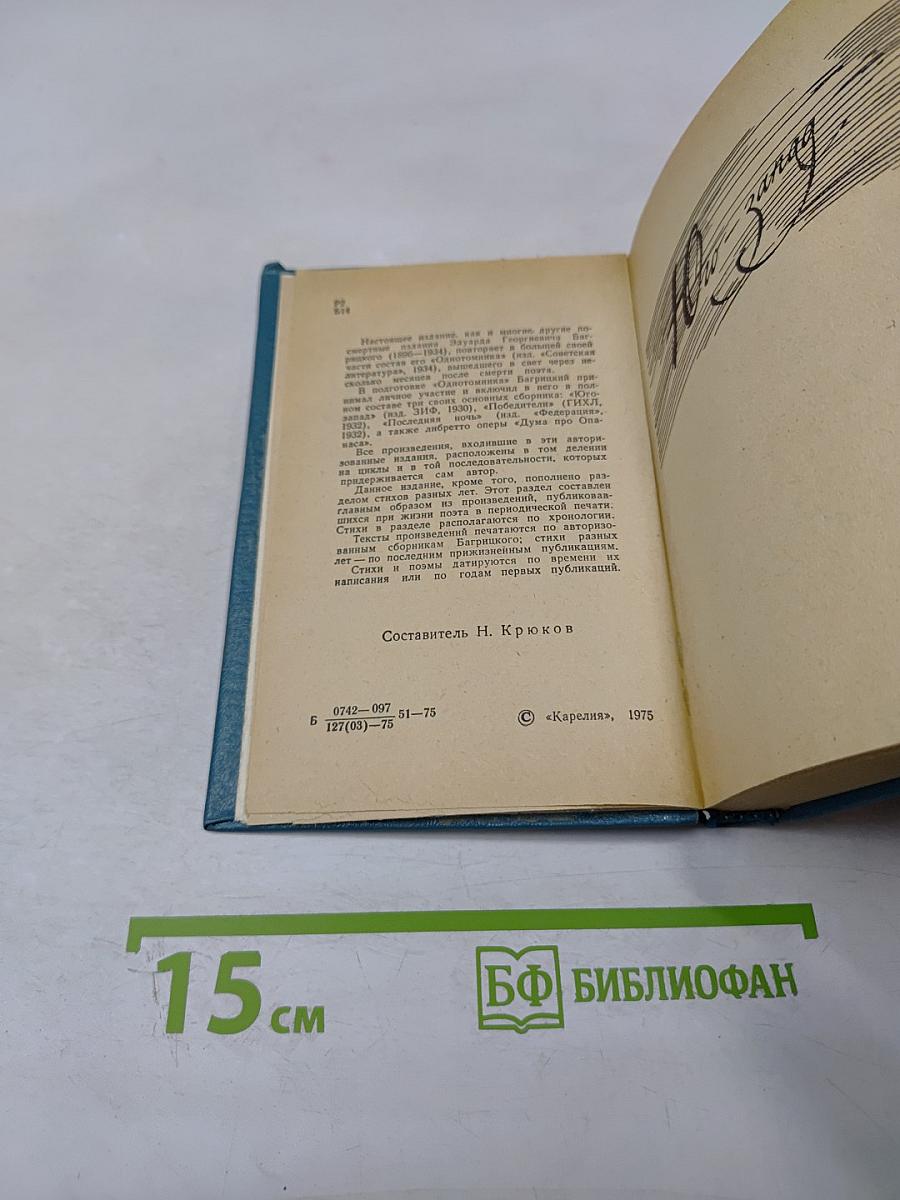 Р2
Б14
Настоящее издание, как и многие другие по-
смертные издания Эдуарда Георгиевича Баг-
рицкого (1895—1934), повторяет в большей своей
части состав его «Однотомника» (изд. «Советская
литература», 1934), вышедшего в свет через не-
сколько месяцев после смерти поэта.
В подготовке «Однотомника» Багрицкий при-
нимал личное участие и включил в него в пол-
ном составе три своих основных сборника: «Юго-
запад» (изд. ЗИФ, 1930), «Победители» (ГИХЛ,
1932), «Последняя ночь» (изд. «Федерация»,
1932), а также либретто оперы «Дума про Опа-
наса».
Все произведения, входившие в эти автори-
зованные издания, расположены в том делении
на циклы и в той последовательности, которых
придерживается сам автор.
Данное издание, кроме того, пополнено раз-
делом стихов разных лет. Этот раздел составлен
главным образом из произведений, публиковав-
шихся при жизни поэта в периодической печати.
Стихи в разделе располагаются по хронологии.
Тексты произведений печатаются по авторизо-
ванным сборникам Багрицкого; стихи разных
лет — по последним прижизненным публикациям.
Стихи и поэмы датируются по времени их
написания или по годам первых публикаций.
Составитель Н. Крюков
Б 0742—097
127(03)—75 51—75
© «Карелия», 1975
Юго-запад
15 см
БФ БИБЛИОФАН